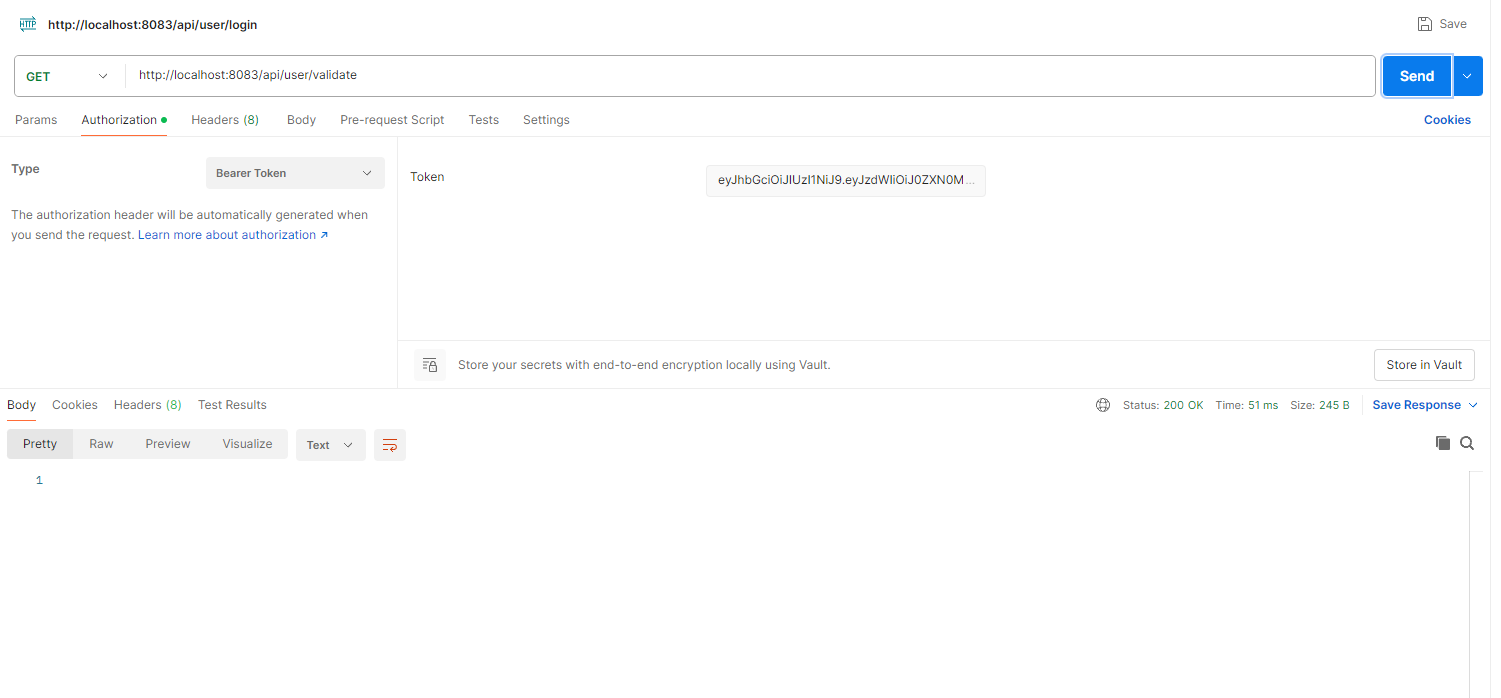 HTTP http://localhost:8083/api/user/login Save
GET http://localhost:8083/api/user/validate Send
Params Authorization Headers (8) Body Pre-request Script Tests Settings Cookies
Type Bearer Token Token eyJhbGciOiJIUzI1NiJ9.eyJzdWIiOiJ0ZXN0M...
The authorization header will be automatically generated when
you send the request. Learn more about authorization ↗
Store your secrets with end-to-end encryption locally using Vault. Store in Vault
Body Cookies Headers (8) Test Results Status: 200 OK Time: 51 ms Size: 245 B Save Response
Pretty Raw Preview Visualize Text
1